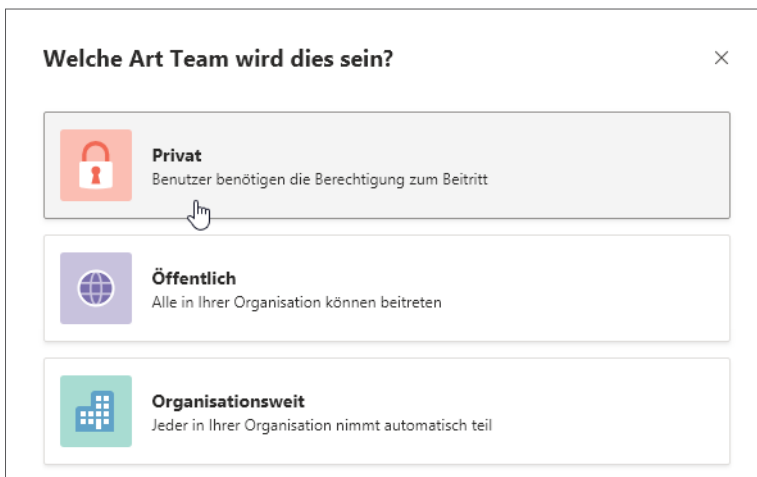 Welche Art Team wird dies sein?
Privat
Benutzer benötigen die Berechtigung zum Beitritt
Öffentlich
Alle in Ihrer Organisation können beitreten
Organisationsweit
Jeder in Ihrer Organisation nimmt automatisch teil